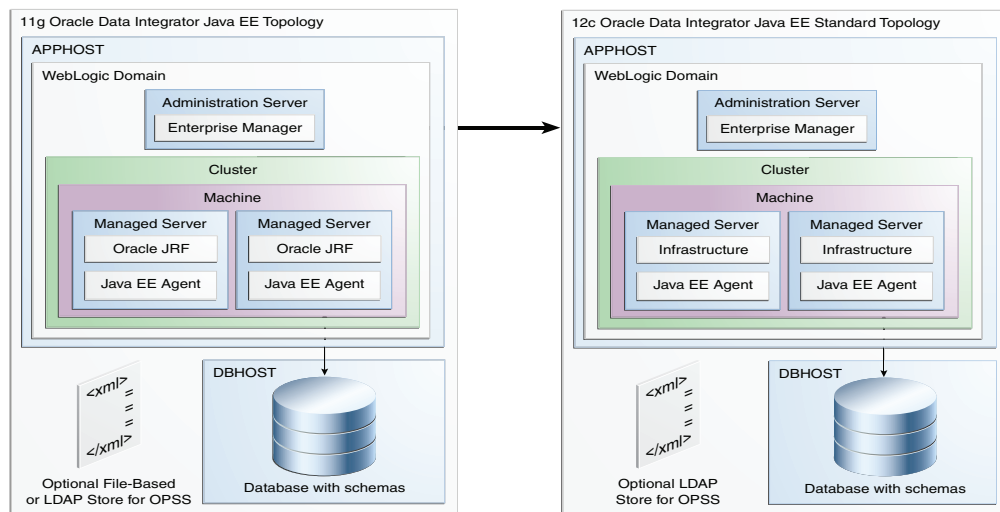 11g Oracle Data Integrator Java EE Topology
APPHOST
WebLogic Domain
Administration Server
Enterprise Manager
Cluster
Machine
Managed Server
Oracle JRF
Java EE Agent
Managed Server
Oracle JRF
Java EE Agent
<xml>
=
=
=
=
</xml>
Optional File-Based
or LDAP Store for OPSS
DBHOST
Database with schemas
12c Oracle Data Integrator Java EE Standard Topology
APPHOST
WebLogic Domain
Administration Server
Enterprise Manager
Cluster
Machine
Managed Server
Infrastructure
Java EE Agent
Managed Server
Infrastructure
Java EE Agent
<xml>
=
=
=
=
</xml>
Optional LDAP
Store for OPSS
DBHOST
Database with schemas